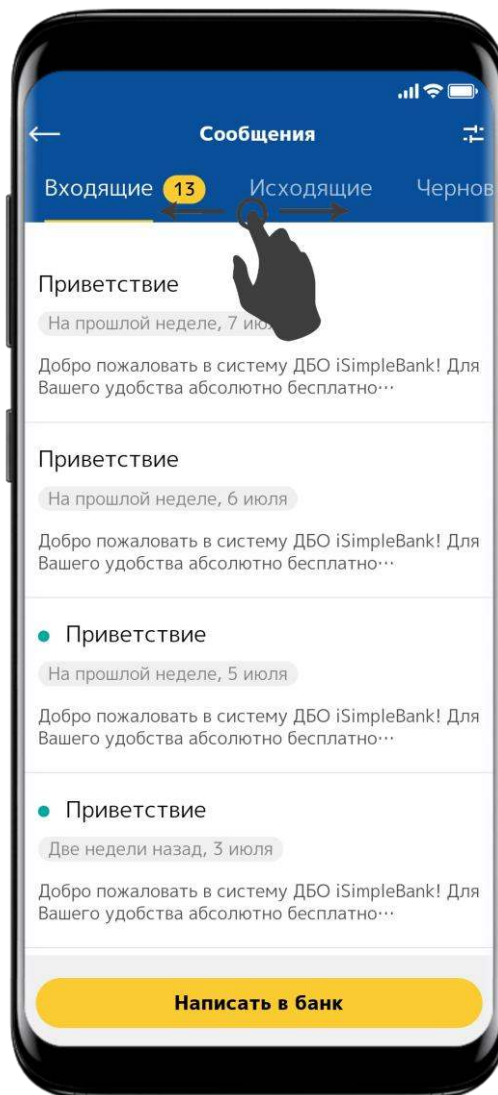 Сообщения
Входящие 13 Исходящие Чернов
Приветствие
На прошлой неделе, 7 июл
Добро пожаловать в систему ДБО iSimpleBank! Для
Вашего удобства абсолютно бесплатно···
Приветствие
На прошлой неделе, 6 июля
Добро пожаловать в систему ДБО iSimpleBank! Для
Вашего удобства абсолютно бесплатно···
Приветствие
На прошлой неделе, 5 июля
Добро пожаловать в систему ДБО iSimpleBank! Для
Вашего удобства абсолютно бесплатно···
Приветствие
Две недели назад, 3 июля
Добро пожаловать в систему ДБО iSimpleBank! Для
Вашего удобства абсолютно бесплатно···
Написать в банк